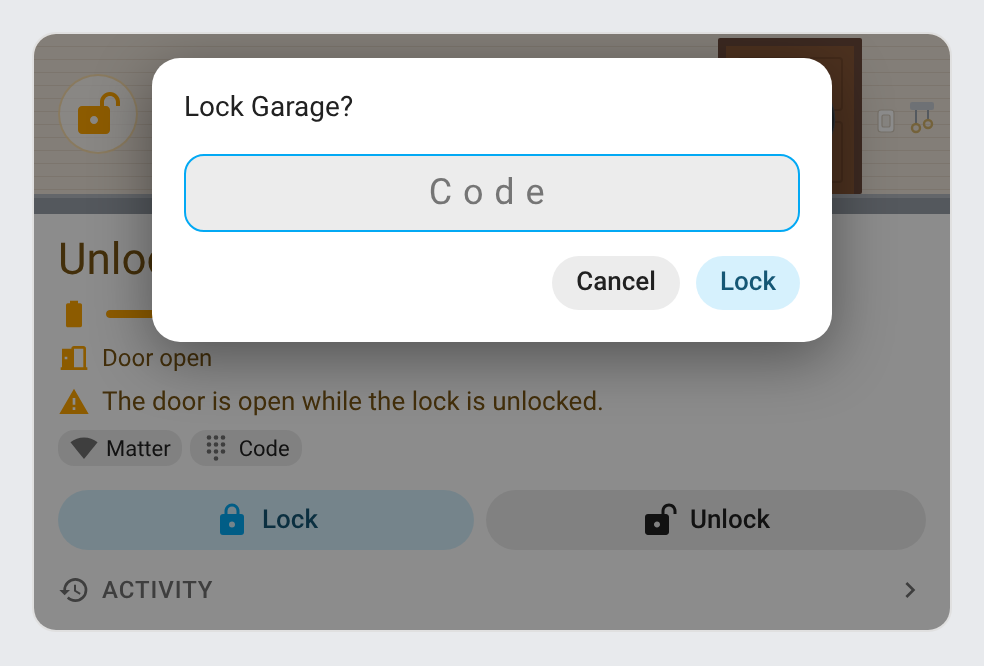 Lock Garage?
Code
Cancel Lock
Unlo
Door open
The door is open while the lock is unlocked.
Matter Code
Lock Unlock
ACTIVITY